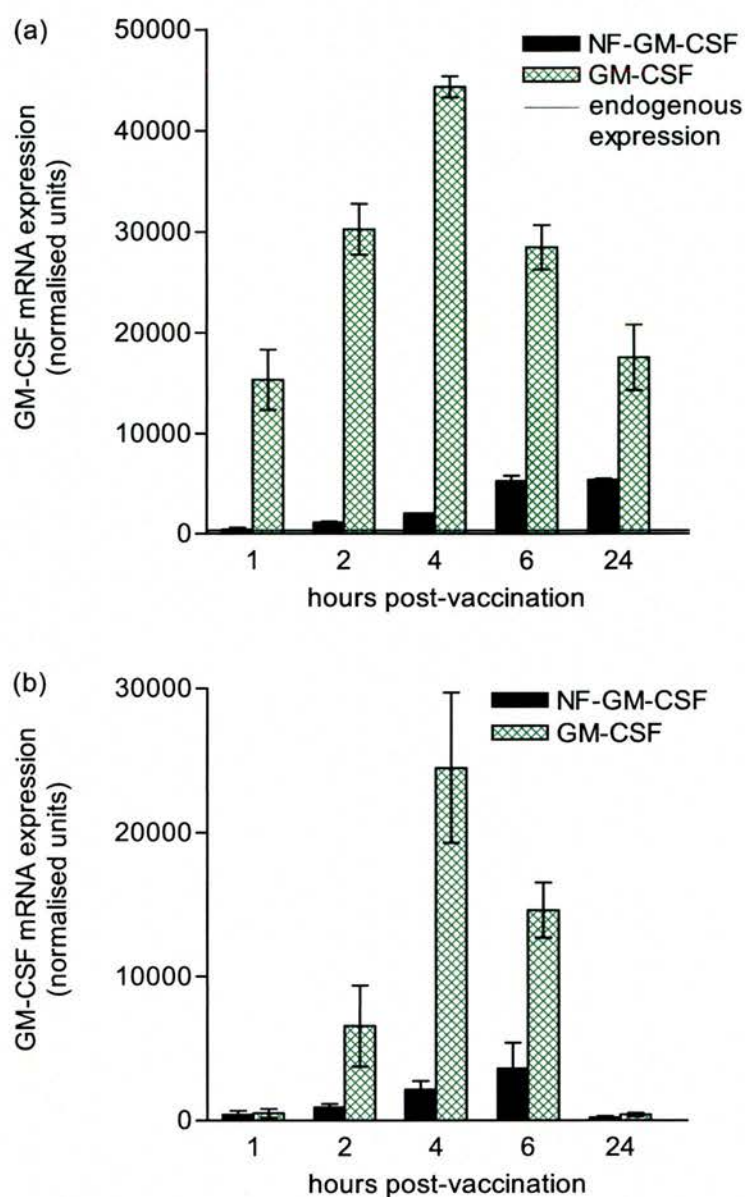 (a)
50000
40000
30000
20000
10000
0
GM-CSF mRNA expression
(normalised units)
NF-GM-CSF
GM-CSF
endogenous
expression
1 2 4 6 24
hours post-vaccination
(b)
30000
20000
10000
0
GM-CSF mRNA expression
(normalised units)
NF-GM-CSF
GM-CSF
1 2 4 6 24
hours post-vaccination